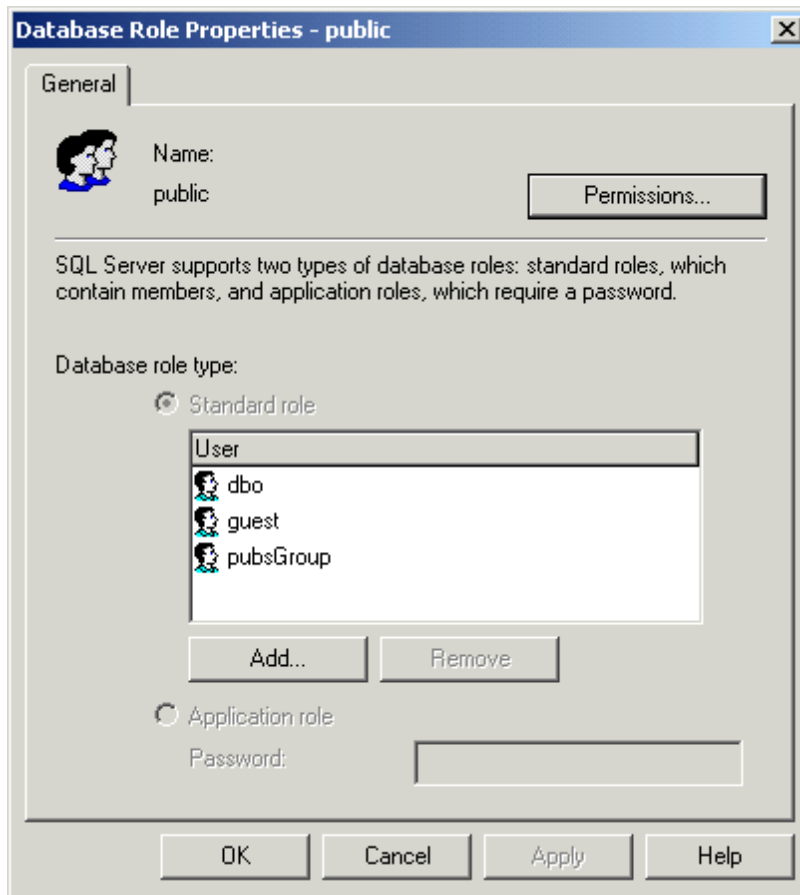 Database Role Properties - public
General
Name:
public
Permissions...
SQL Server supports two types of database roles: standard roles, which
contain members, and application roles, which require a password.
Database role type:
Standard role
User
dbo
guest
pubsGroup
Add...
Remove
Application role
Password:
OK
Cancel
Apply
Help